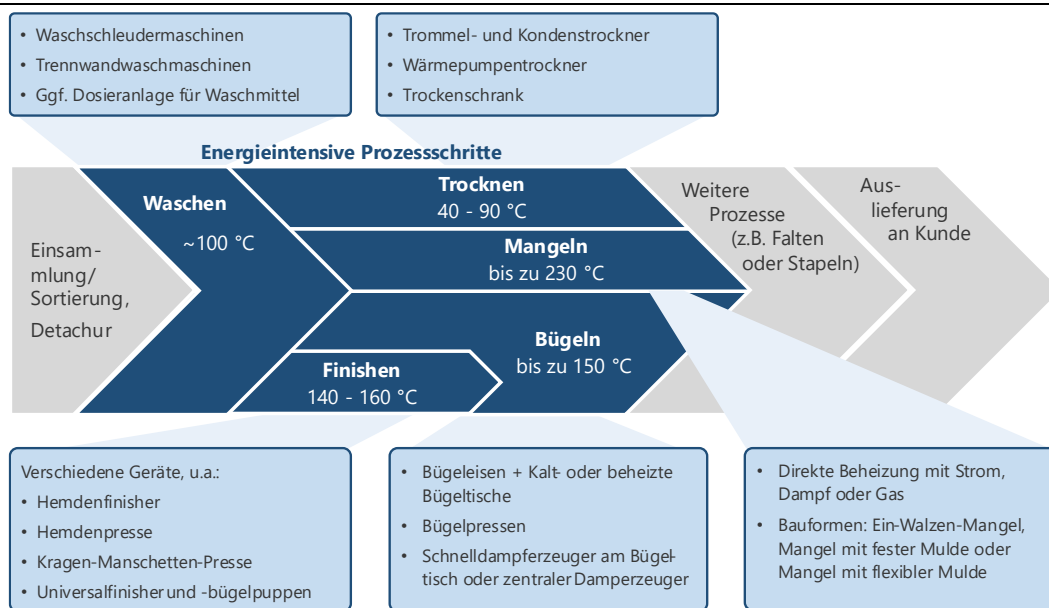 • Waschschleudermaschinen
• Trennwandwaschmaschinen
• Ggf. Dosieranlage für Waschmittel
• Trommel- und Kondenstrockner
• Wärmepumpentrockner
• Trockenschrank
Energieintensive Prozessschritte
Einsam-
mlung/
Sortierung,
Detachur
Waschen
~100 °C
Trocknen
40 - 90 °C
Mangeln
bis zu 230 °C
Bügeln
bis zu 150 °C
Finishen
140 - 160 °C
Weitere
Prozesse
(z.B. Falten
oder Stapeln)
Aus-
lieferung
an Kunde
Verschiedene Geräte, u.a.:
• Hemdenfinisher
• Hemdenpresse
• Kragen-Manschetten-Presse
• Universalfinisher und -bügelpuppen
• Bügeleisen + Kalt- oder beheizte
Bügeltische
• Bügelpressen
• Schnelldampferzeuger am Bügel-
tisch oder zentraler Damperzeuger
• Direkte Beheizung mit Strom,
Dampf oder Gas
• Bauformen: Ein-Walzen-Mangel,
Mangel mit fester Mulde oder
Mangel mit flexibler Mulde